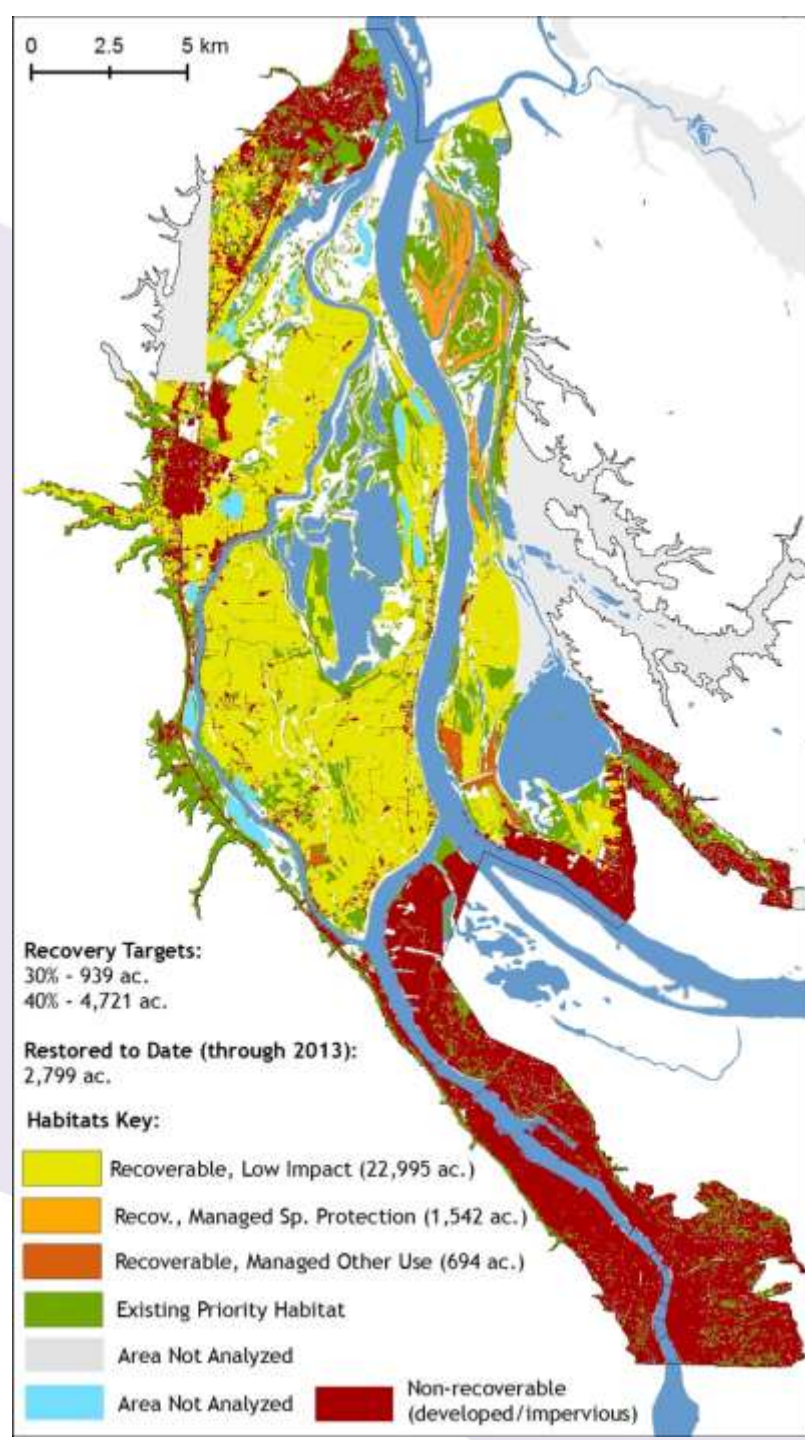 0 2.5 5 km
Recovery Targets:
30% - 939 ac.
40% - 4,721 ac.
Restored to Date (through 2013):
2,799 ac.
Habitats Key:
Recoverable, Low Impact (22,995 ac.)
Recov., Managed Sp. Protection (1,542 ac.)
Recoverable, Managed Other Use (694 ac.)
Existing Priority Habitat
Area Not Analyzed
Area Not Analyzed
Non-recoverable
(developed/impervious)